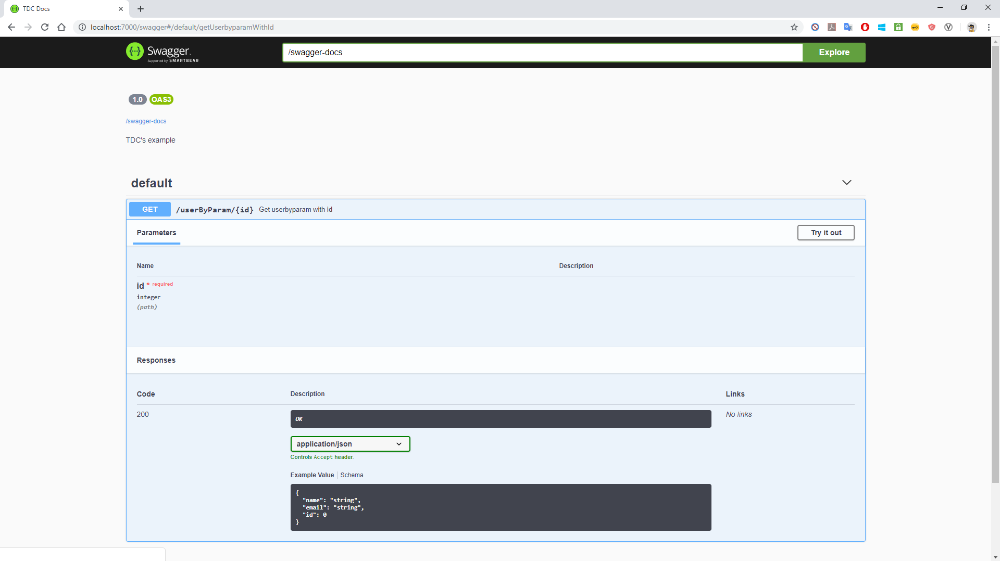 TDC Docs
localhost:7000/swagger#/default/getUserbyparamWithId
Swagger.
Supported by SMARTBEAR
/swagger-docs
Explore
1.0 OAS3
/swagger-docs
TDC's example
default
GET /userByParam/{id} Get userbyparam with id
Parameters
Try it out
Name Description
id * required
integer
(path)
Responses
Code Description Links
200 OK No links
application/json
Controls Accept header.
Example Value Schema
{
"name": "string",
"email": "string",
"id": 0
}